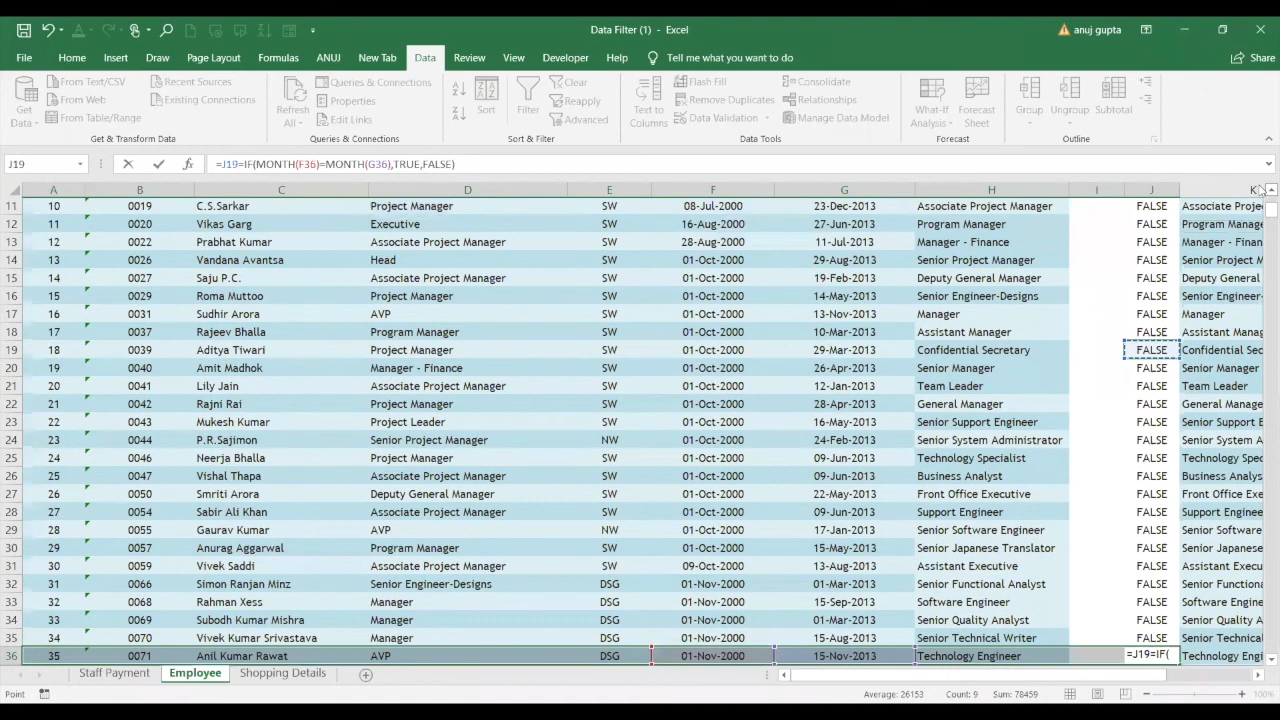 Data Filter (1) - Excel
anuj gupta
File Home Insert Draw Page Layout Formulas ANUJ New Tab Data Review View Developer Help Tell me what you want to do Share
Get Data
From Text/CSV
From Web
From Table/Range
Recent Sources
Existing Connections
Get & Transform Data
Refresh All
Queries & Connections
Properties
Edit Links
Queries & Connections
Sort
Filter
Clear
Reapply
Advanced
Sort & Filter
Text to Columns
Flash Fill
Remove Duplicates
Data Validation
Consolidate
Relationships
Manage Data Model
Data Tools
What-If Analysis
Forecast Sheet
Forecast
Group
Ungroup
Subtotal
Outline
J19 fx =J19=IF(MONTH(F36)=MONTH(G36),TRUE,FALSE)
A B C D E F G H I J K
11 10 0019 C.S.Sarkar Project Manager SW 08-Jul-2000 23-Dec-2013 Associate Project Manager FALSE Associate Proje
12 11 0020 Vikas Garg Executive SW 16-Aug-2000 27-Jun-2013 Program Manager FALSE Program Manage
13 12 0022 Prabhat Kumar Associate Project Manager SW 28-Aug-2000 11-Jul-2013 Manager - Finance FALSE Manager - Finan
14 13 0026 Vandana Avantsa Head SW 01-Oct-2000 29-Aug-2013 Senior Project Manager FALSE Senior Project M
15 14 0027 Saju P.C. Associate Project Manager SW 01-Oct-2000 19-Feb-2013 Deputy General Manager FALSE Deputy General
16 15 0029 Roma Muttoo Project Manager SW 01-Oct-2000 14-May-2013 Senior Engineer-Designs FALSE Senior Engineer-
17 16 0031 Sudhir Arora AVP SW 01-Oct-2000 13-Nov-2013 Manager FALSE Manager
18 17 0037 Rajeev Bhalla Program Manager SW 01-Oct-2000 10-Mar-2013 Assistant Manager FALSE Assistant Manag
19 18 0039 Aditya Tiwari Project Manager SW 01-Oct-2000 29-Mar-2013 Confidential Secretary FALSE Confidential Sec
20 19 0040 Amit Madhok Manager - Finance SW 01-Oct-2000 26-Apr-2013 Senior Manager FALSE Senior Manager
21 20 0041 Lily Jain Associate Project Manager SW 01-Oct-2000 12-Jan-2013 Team Leader FALSE Team Leader
22 21 0042 Rajni Rai Project Manager SW 01-Oct-2000 28-Apr-2013 General Manager FALSE General Manage
23 22 0043 Mukesh Kumar Project Leader SW 01-Oct-2000 09-Jun-2013 Senior Support Engineer FALSE Senior Support E
24 23 0044 P.R.Sajimon Senior Project Manager NW 01-Oct-2000 24-Feb-2013 Senior System Administrator FALSE Senior System A
25 24 0046 Neerja Bhalla Project Manager SW 01-Oct-2000 09-Jun-2013 Technology Specialist FALSE Technology Spec
26 25 0047 Vishal Thapa Associate Project Manager SW 01-Oct-2000 09-Jun-2013 Business Analyst FALSE Business Analyst
27 26 0050 Smriti Arora Deputy General Manager SW 01-Oct-2000 22-May-2013 Front Office Executive FALSE Front Office Exe
28 27 0054 Sabir Ali Khan Associate Project Manager SW 01-Oct-2000 09-Jun-2013 Support Engineer FALSE Support Enginee
29 28 0055 Gaurav Kumar AVP NW 01-Oct-2000 17-Jan-2013 Senior Software Engineer FALSE Senior Software
30 29 0057 Anurag Aggarwal Program Manager SW 01-Oct-2000 15-May-2013 Senior Japanese Translator FALSE Senior Japanese
31 30 0059 Vivek Saddi Associate Project Manager SW 09-Oct-2000 13-Aug-2013 Assistant Executive FALSE Assistant Execut
32 31 0066 Simon Ranjan Minz Senior Engineer-Designs DSG 01-Nov-2000 01-Mar-2013 Senior Functional Analyst FALSE Senior Functiona
33 32 0068 Rahman Xess Manager DSG 01-Nov-2000 15-Sep-2013 Software Engineer FALSE Software Engine
34 33 0069 Subodh Kumar Mishra Manager DSG 01-Nov-2000 04-Jan-2013 Senior Quality Analyst FALSE Senior Quality A
35 34 0070 Vivek Kumar Srivastava Manager DSG 01-Nov-2000 15-Aug-2013 Senior Technical Writer FALSE Senior Technical
36 35 0071 Anil Kumar Rawat AVP DSG 01-Nov-2000 15-Nov-2013 Technology Engineer =J19=IF( Technology Engi
Staff Payment Employee Shopping Details
Point Average: 26153 Count: 9 Sum: 78459 100%